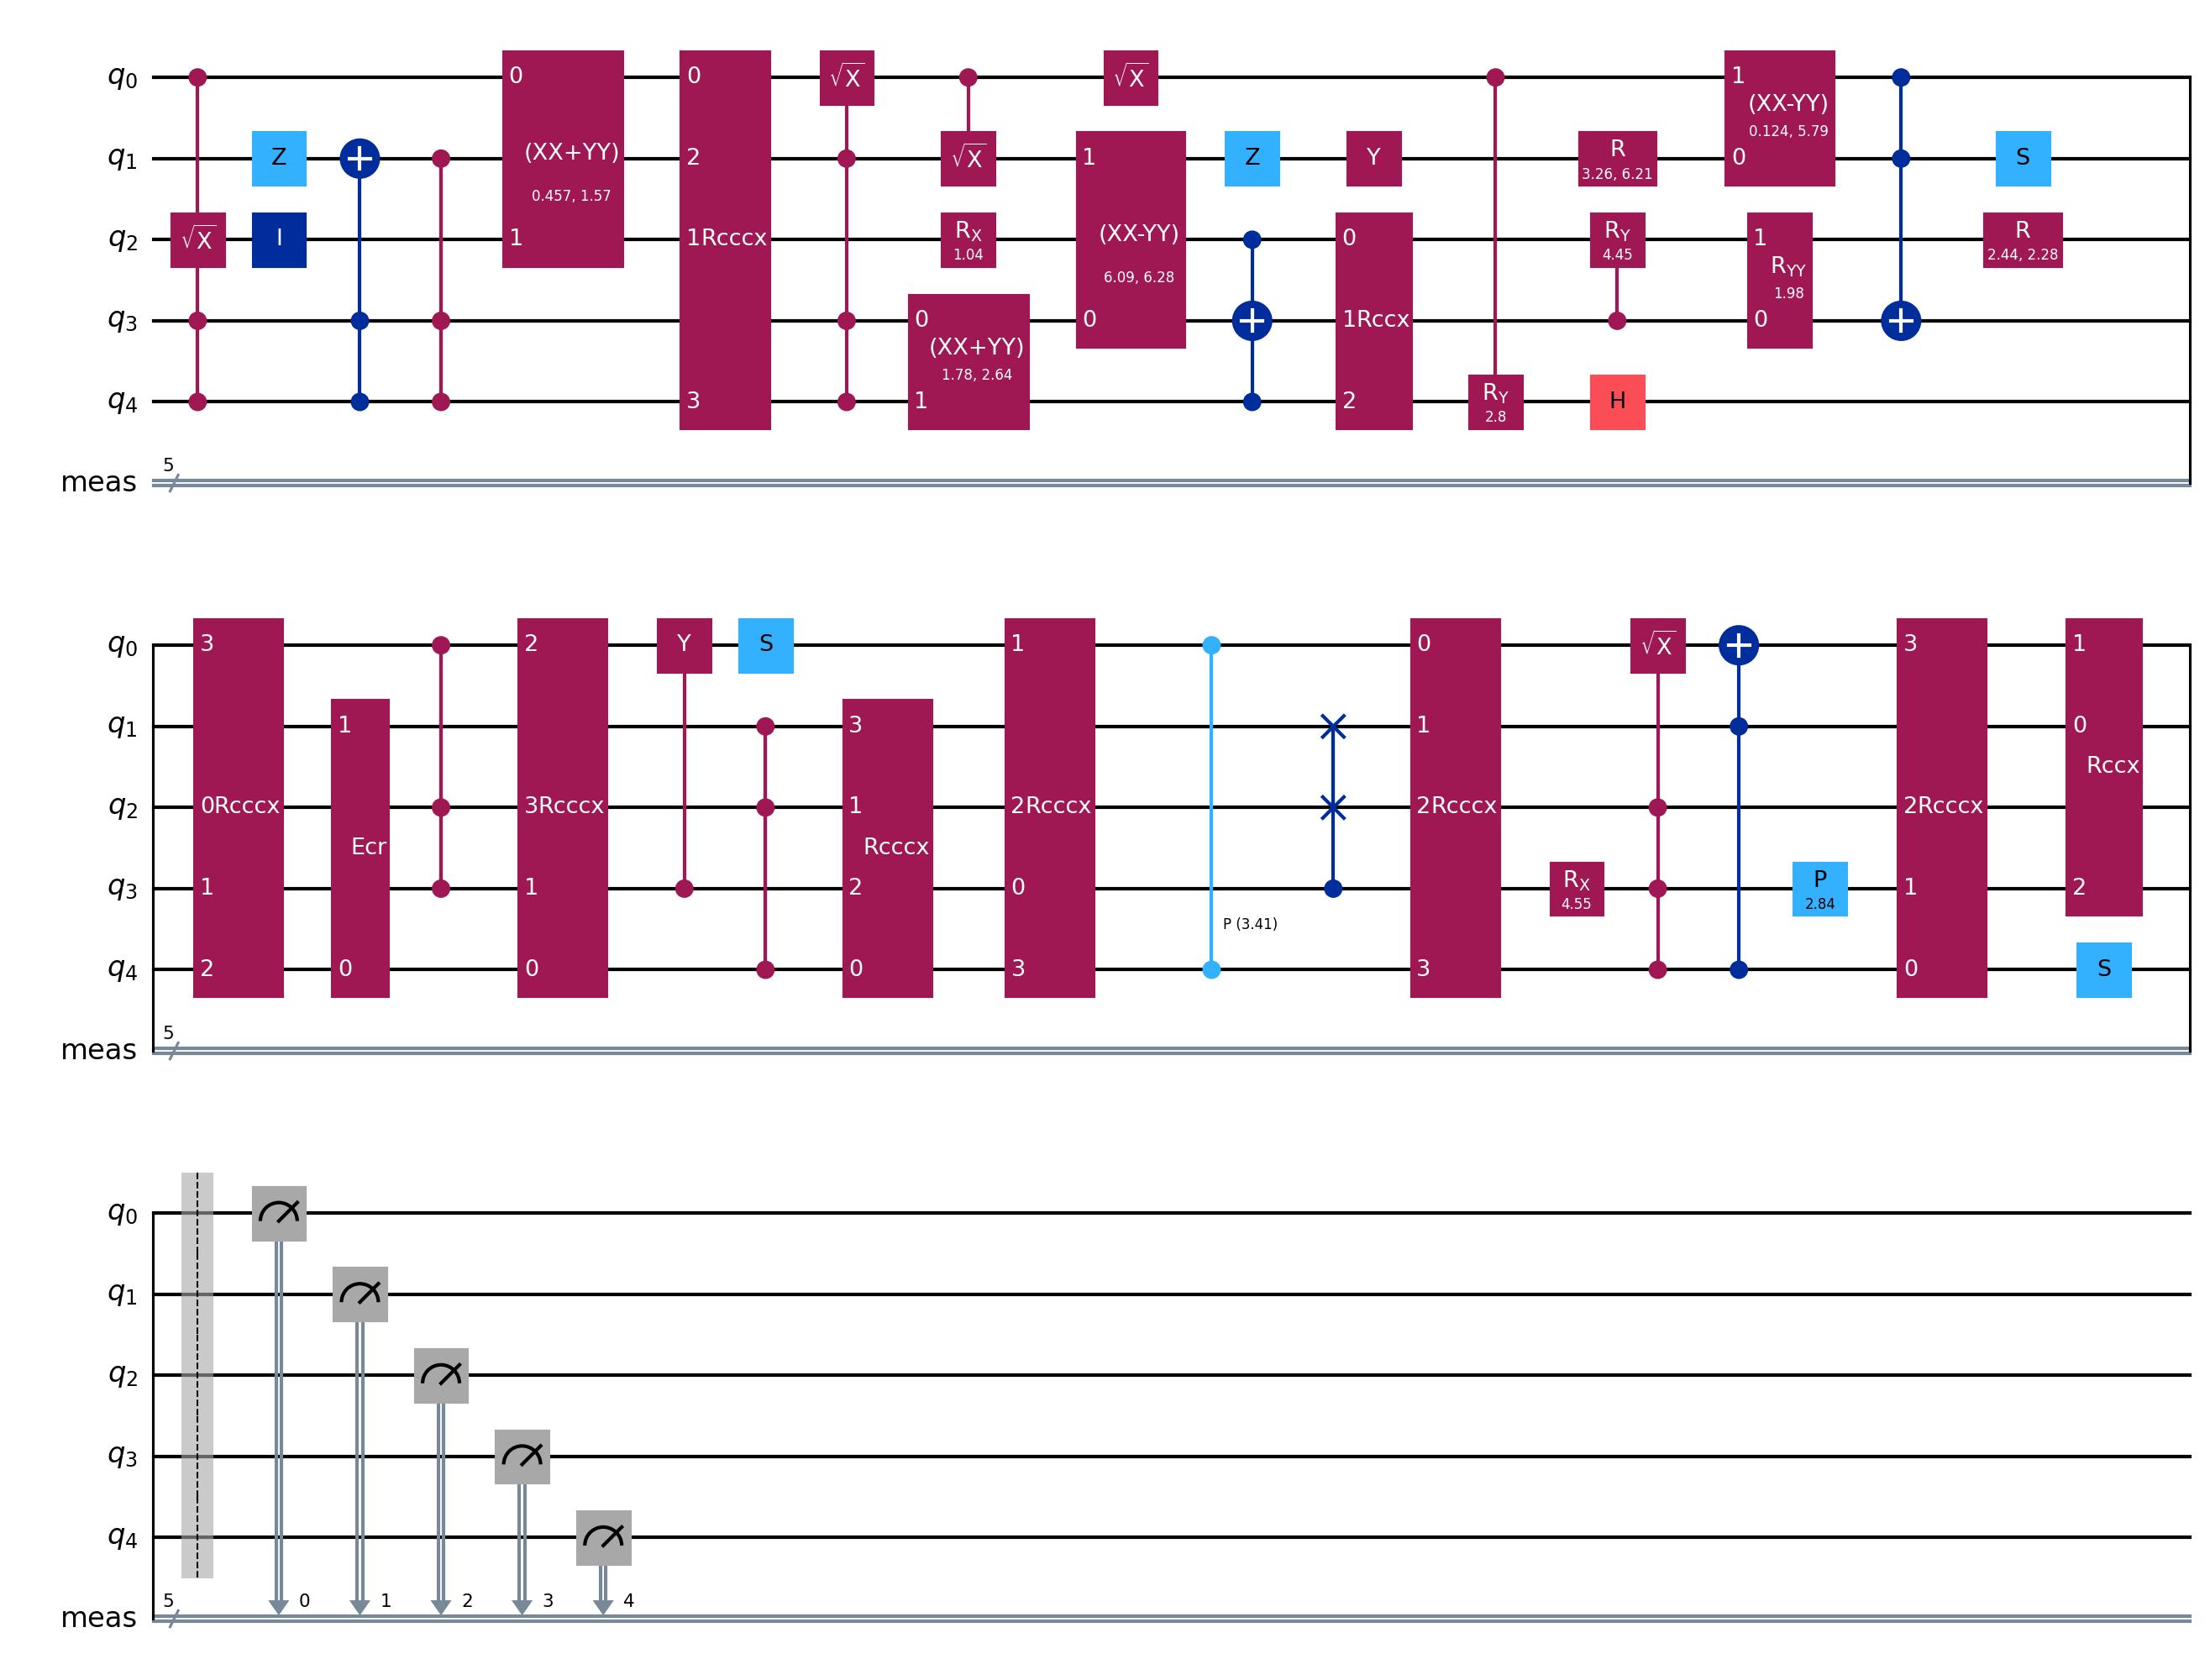 q0 0 0 √X √X 1
q1 Z 2 √X 1 Z Y R (XX-YY) S
(XX+YY) 3.26, 6.21 0.124, 5.79
0.457, 1.57 0
q2 √X I 1 1Rcccx RX (XX-YY) 0 RY 1 R
1.04 6.09, 6.28 4.45 RYY 2.44, 2.28
1.98
q3 0 0 1Rccx 0
(XX+YY)
1.78, 2.64
q4 3 1 2 RY H
2.8
meas 5
q0 3 2 Y S 1 0 √X 3 1
q1 1 3 1 0
Rccx
q2 0Rcccx 3Rcccx 1 2Rcccx 2Rcccx 2Rcccx
Ecr Rcccx
q3 1 1 2 0 RX P 1 2
4.55 2.84
P (3.41)
q4 2 0 0 0 3 3 0 S
meas 5
q0
q1
q2
q3
q4
meas 5 0 1 2 3 4